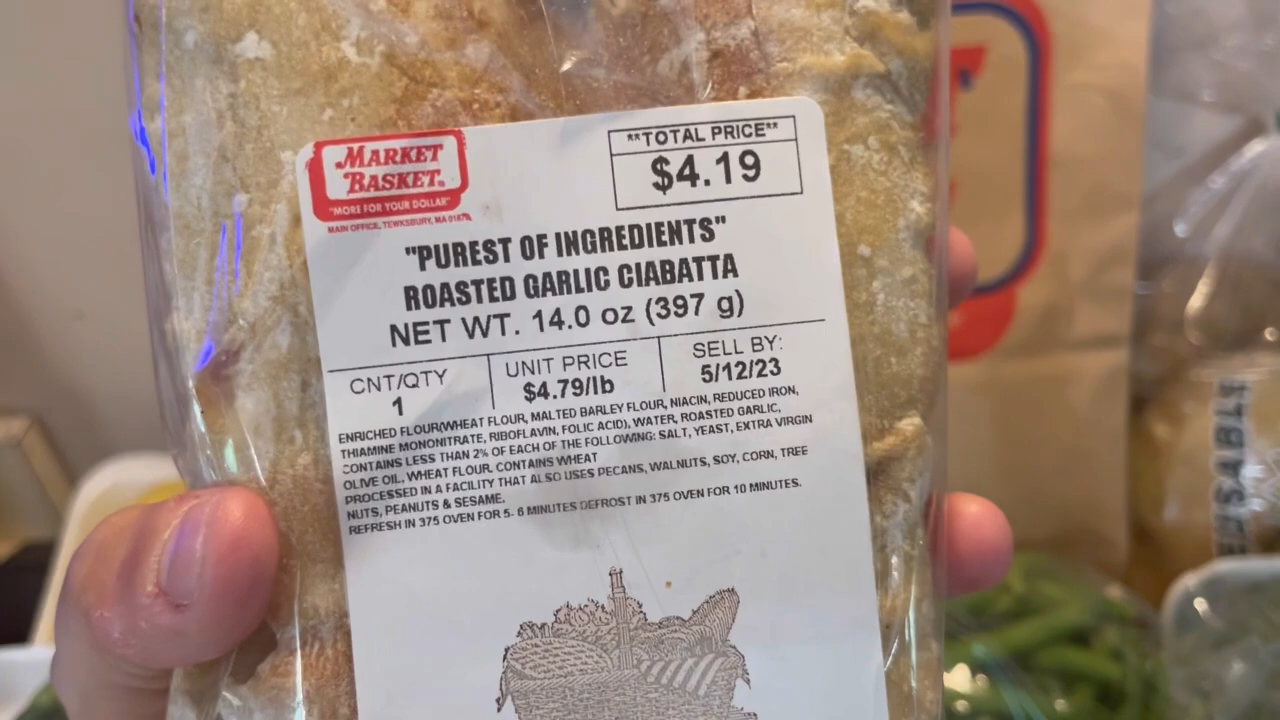 MARKET
BASKET®
"MORE FOR YOUR DOLLAR"
MAIN OFFICE, TEWKSBURY, MA 01876
**TOTAL PRICE**
$4.19
"PUREST OF INGREDIENTS"
ROASTED GARLIC CIABATTA
NET WT. 14.0 oz (397 g)
CNT/QTY
1
UNIT PRICE
$4.79/lb
SELL BY:
5/12/23
ENRICHED FLOUR(WHEAT FLOUR, MALTED BARLEY FLOUR, NIACIN, REDUCED IRON,
THIAMINE MONONITRATE, RIBOFLAVIN, FOLIC ACID), WATER, ROASTED GARLIC,
CONTAINS LESS THAN 2% OF EACH OF THE FOLLOWING: SALT, YEAST, EXTRA VIRGIN
OLIVE OIL, WHEAT FLOUR. CONTAINS WHEAT
PROCESSED IN A FACILITY THAT ALSO USES PECANS, WALNUTS, SOY, CORN, TREE
NUTS, PEANUTS & SESAME.
REFRESH IN 375 OVEN FOR 5- 6 MINUTES DEFROST IN 375 OVEN FOR 10 MINUTES.